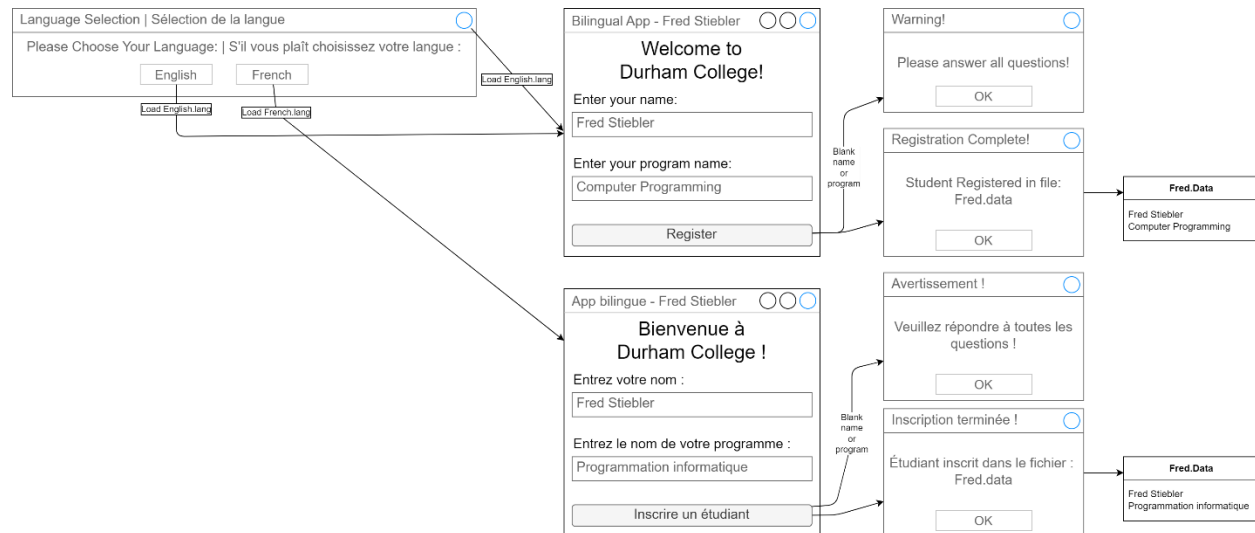 Language Selection | Sélection de la langue
Please Choose Your Language: | S'il vous plaît choisissez votre langue :
English
French
Load English.lang
Load French.lang
Load English.lang
Bilingual App - Fred Stiebler
Welcome to
Durham College!
Enter your name:
Fred Stiebler
Enter your program name:
Computer Programming
Register
Blank
name
or
program
Warning!
Please answer all questions!
OK
Registration Complete!
Student Registered in file:
Fred.data
OK
Fred.Data
Fred Stiebler
Computer Programming
App bilingue - Fred Stiebler
Bienvenue à
Durham College !
Entrez votre nom :
Fred Stiebler
Entrez le nom de votre programme :
Programmation informatique
Inscrire un étudiant
Blank
name
or
program
Avertissement !
Veuillez répondre à toutes les
questions !
OK
Inscription terminée !
Étudiant inscrit dans le fichier :
Fred.data
OK
Fred.Data
Fred Stiebler
Programmation informatique